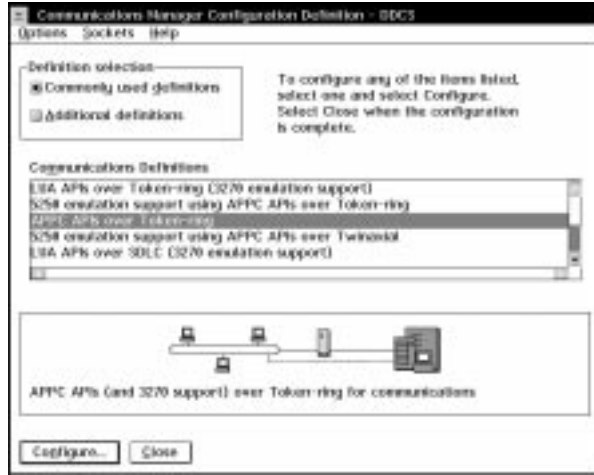 Communications Manager Configuration Definition - DDCS
Options Sockets Help
Definition selection
Commonly used definitions
Additional definitions
To configure any of the items listed,
select one and select Configure.
Select Close when the configuration
is complete.
Communications Definitions
LUA APIs over Token-ring (3270 emulation support)
5250 emulation support using APPC APIs over Token-ring
APPC APIs over Token-ring
5250 emulation support using APPC APIs over Twinaxial
LUA APIs over SDLC (3270 emulation support)
APPC APIs (and 3270 support) over Token-ring for communications
Configure... Close